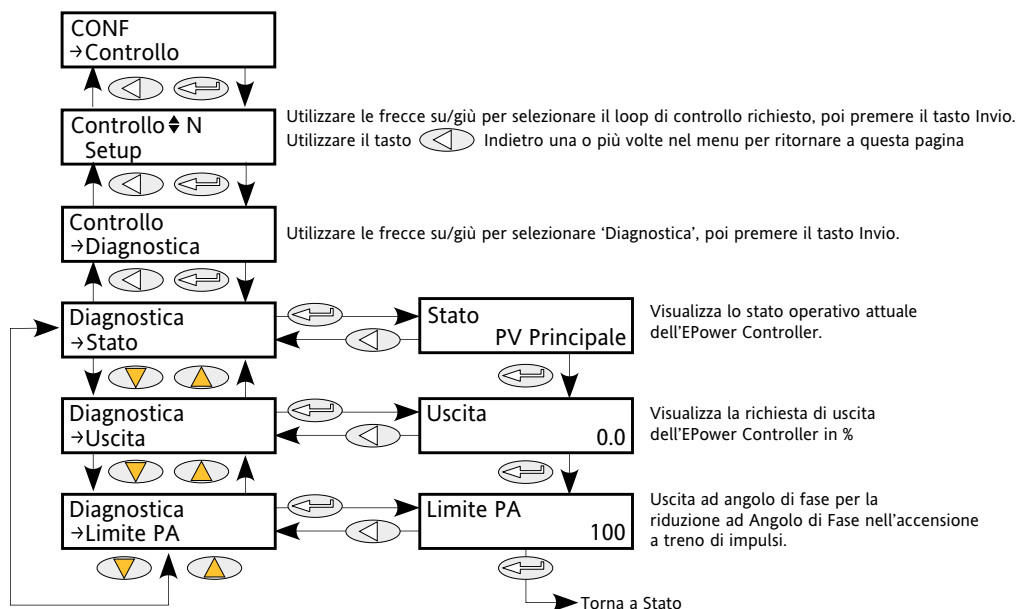 CONF
→Controllo
Controllo♦ N
Setup
Utilizzare le frecce su/giù per selezionare il loop di controllo richiesto, poi premere il tasto Invio.
Utilizzare il tasto Indietro una o più volte nel menu per ritornare a questa pagina
Controllo
→Diagnostica
Utilizzare le frecce su/giù per selezionare ‘Diagnostica’, poi premere il tasto Invio.
Diagnostica
→Stato
Stato
PV Principale
Visualizza lo stato operativo attuale
dell'EPower Controller.
Diagnostica
→Uscita
Uscita
0.0
Visualizza la richiesta di uscita
dell'EPower Controller in %
Diagnostica
→Limite PA
Limite PA
100
Uscita ad angolo di fase per la
riduzione ad Angolo di Fase nell'accensione
a treno di impulsi.
Torna a Stato